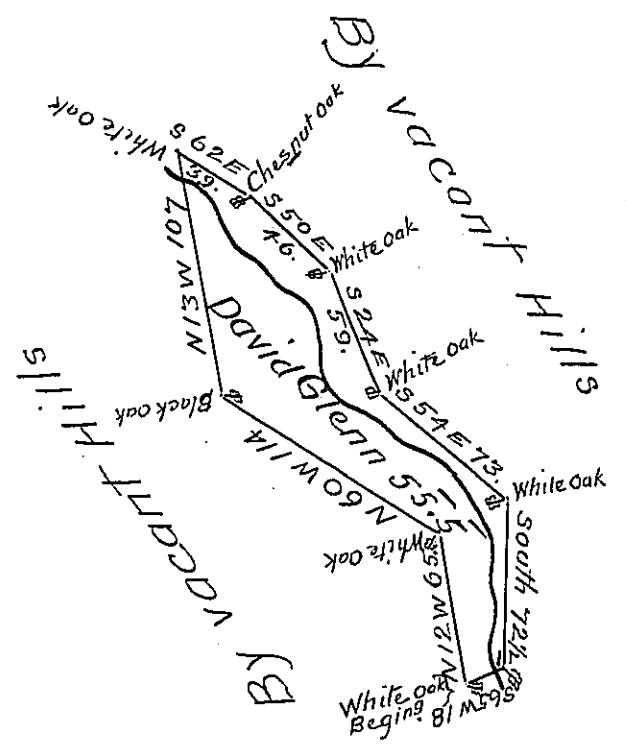 By vacant Hills
White Oak
S 62 E
39.
Chesnut Oak
S 50 E
46.
White Oak
S 24 E
59.
White Oak
S 54 E 73.
White Oak
South 72½
S 65 W 18
White Oak
Begining
N 12 W 65
White Oak
N 60 W 114
Black oak
N 13 W 107
David Glenn 55.5
By vacant Hills